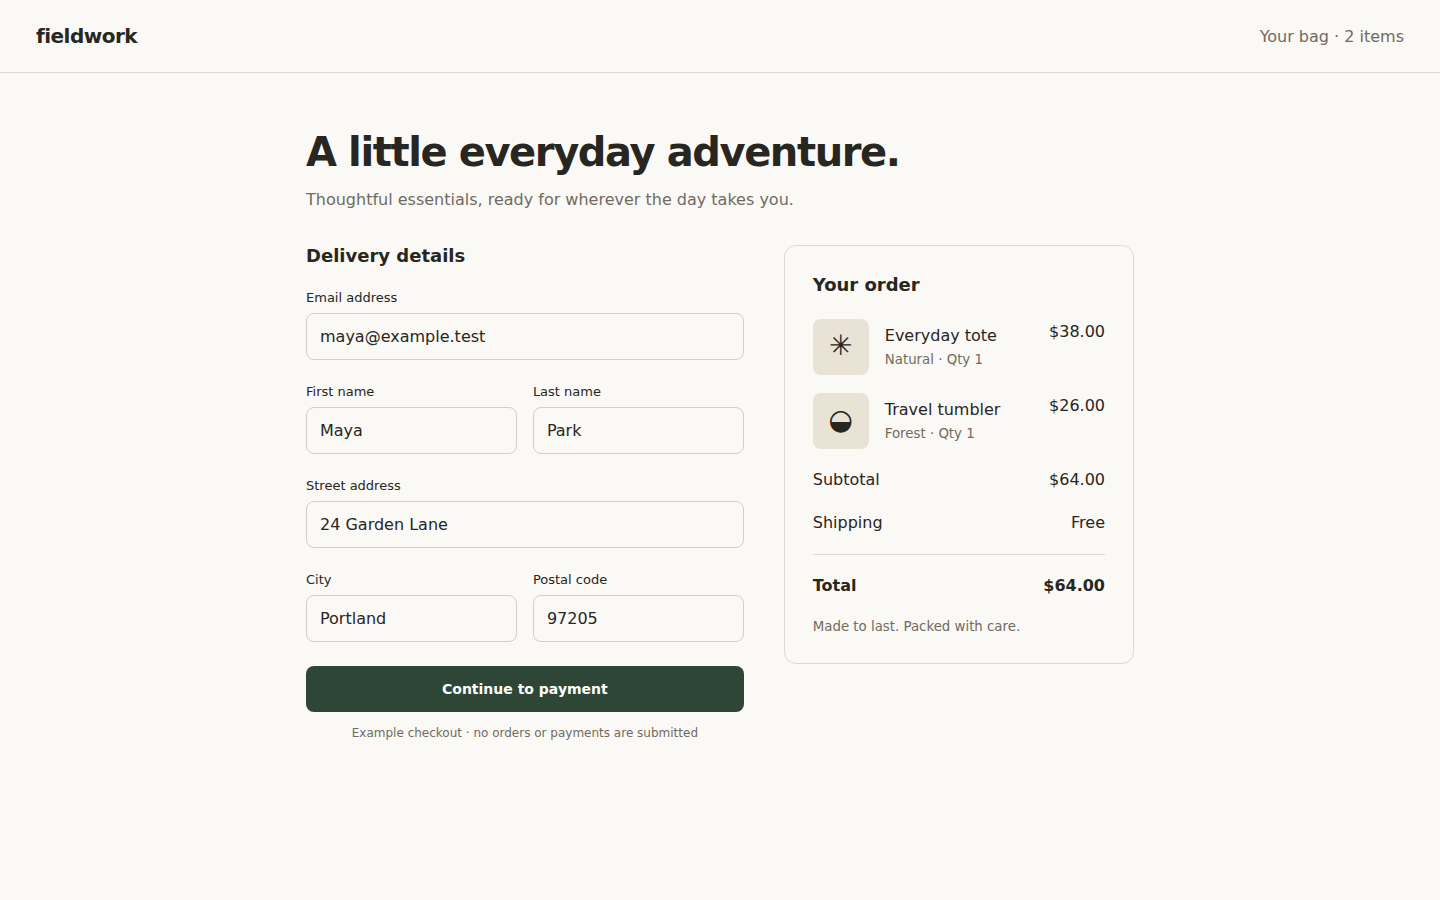 fieldwork
Your bag · 2 items
A little everyday adventure.
Thoughtful essentials, ready for wherever the day takes you.
Delivery details
Email address
maya@example.test
First name
Last name
Maya
Park
Street address
24 Garden Lane
City
Postal code
Portland
97205
Continue to payment
Example checkout · no orders or payments are submitted
Your order
Everyday tote
$38.00
Natural · Qty 1
Travel tumbler
$26.00
Forest · Qty 1
Subtotal
$64.00
Shipping
Free
Total
$64.00
Made to last. Packed with care.